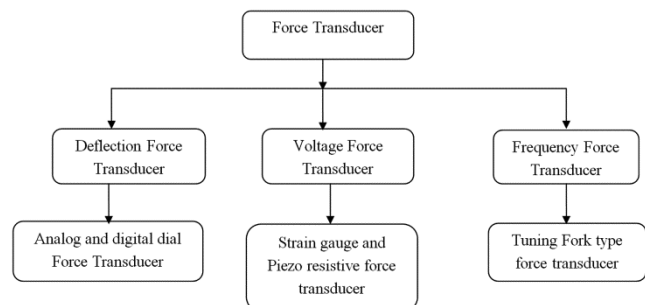 Force Transducer
Deflection Force
Transducer
Voltage Force
Transducer
Frequency Force
Transducer
Analog and digital dial
Force Transducer
Strain gauge and
Piezo resistive force
transducer
Tuning Fork type
force transducer